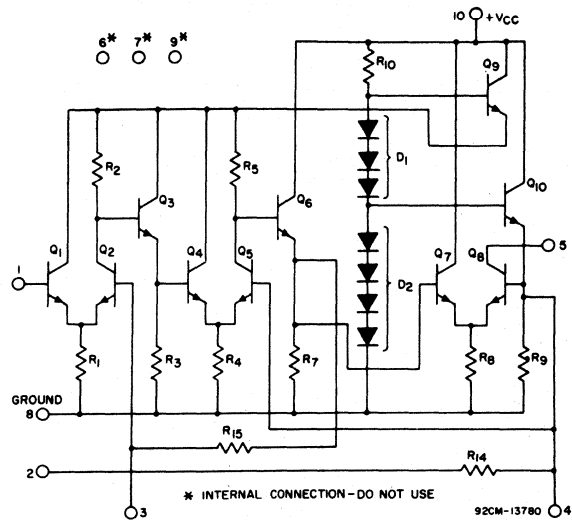 10 +VCC
6* 7* 9*
R10 Q9
R2 R5 D1
Q3 Q6 Q10
Q1 Q2 Q4 Q5 Q7 Q8 5
1 D2
R1 R3 R4 R7 R8 R9
GROUND
8
R15 R14
2
* INTERNAL CONNECTION-DO NOT USE
3 92CM-13780 4